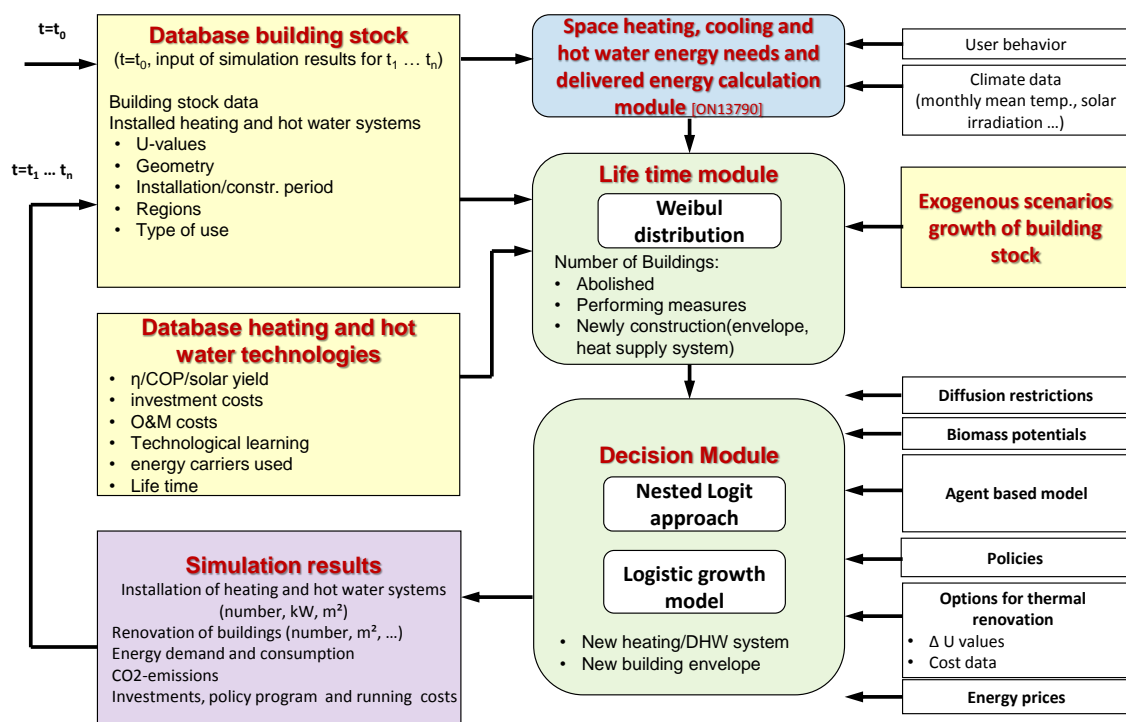 t=t0
Database building stock
(t=t0, input of simulation results for t1 … tn)
Building stock data
Installed heating and hot water systems
• U-values
• Geometry
• Installation/constr. period
• Regions
• Type of use
t=t1 … tn
Database heating and hot
water technologies
• η/COP/solar yield
• investment costs
• O&M costs
• Technological learning
• energy carriers used
• Life time
Simulation results
Installation of heating and hot water systems
(number, kW, m²)
Renovation of buildings (number, m², …)
Energy demand and consumption
CO2-emissions
Investments, policy program and running costs
Space heating, cooling and
hot water energy needs and
delivered energy calculation
module [ON13790]
Life time module
Weibul
distribution
Number of Buildings:
• Abolished
• Performing measures
• Newly construction(envelope,
heat supply system)
Decision Module
Nested Logit
approach
Logistic growth
model
• New heating/DHW system
• New building envelope
User behavior
Climate data
(monthly mean temp., solar
irradiation …)
Exogenous scenarios
growth of building
stock
Diffusion restrictions
Biomass potentials
Agent based model
Policies
Options for thermal
renovation
• Δ U values
• Cost data
Energy prices